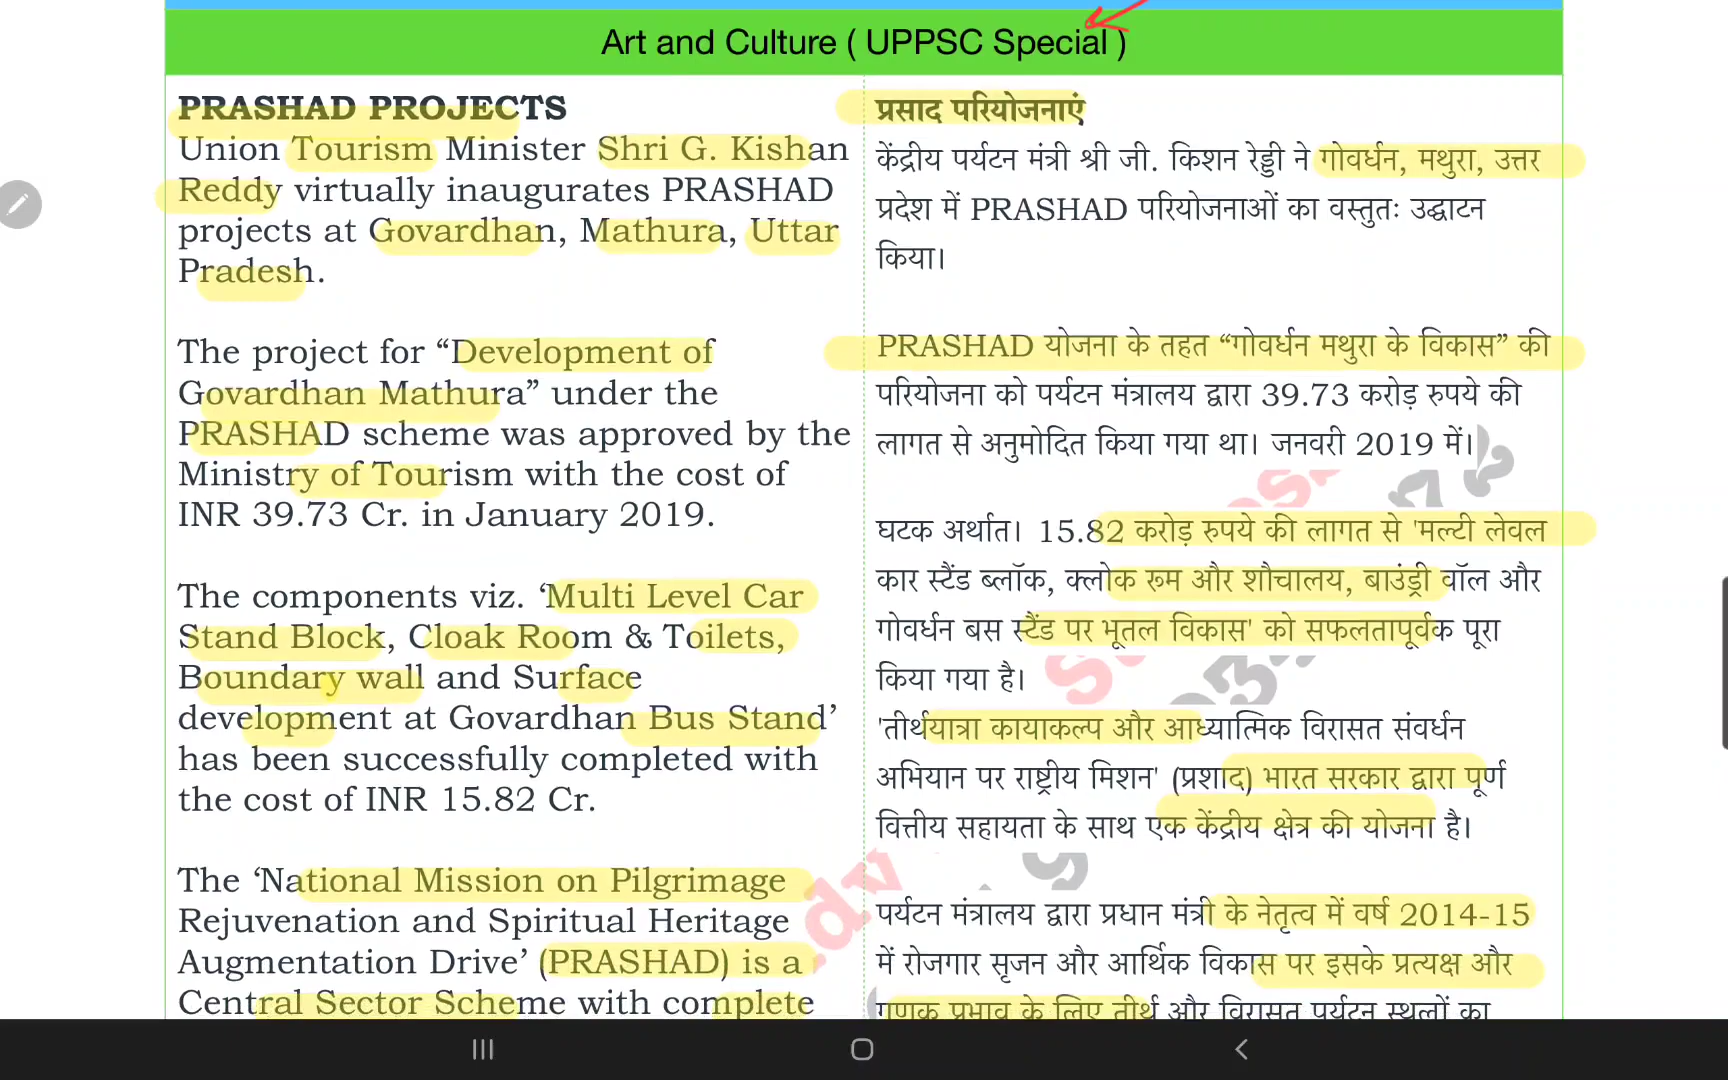 Art and Culture ( UPPSC Special )
PRASHAD PROJECTS
Union Tourism Minister Shri G. Kishan
Reddy virtually inaugurates PRASHAD
projects at Govardhan, Mathura, Uttar
Pradesh.
The project for “Development of
Govardhan Mathura” under the
PRASHAD scheme was approved by the
Ministry of Tourism with the cost of
INR 39.73 Cr. in January 2019.
The components viz. ‘Multi Level Car
Stand Block, Cloak Room & Toilets,
Boundary wall and Surface
development at Govardhan Bus Stand’
has been successfully completed with
the cost of INR 15.82 Cr.
The ‘National Mission on Pilgrimage
Rejuvenation and Spiritual Heritage
Augmentation Drive’ (PRASHAD) is a
Central Sector Scheme with complete
प्रसाद परियोजनाएं
केंद्रीय पर्यटन मंत्री श्री जी. किशन रेड्डी ने गोवर्धन, मथुरा, उत्तर
प्रदेश में PRASHAD परियोजनाओं का वस्तुतः उद्घाटन
किया।
PRASHAD योजना के तहत “गोवर्धन मथुरा के विकास” की
परियोजना को पर्यटन मंत्रालय द्वारा 39.73 करोड़ रुपये की
लागत से अनुमोदित किया गया था। जनवरी 2019 में।
घटक अर्थात। 15.82 करोड़ रुपये की लागत से 'मल्टी लेवल
कार स्टैंड ब्लॉक, क्लोक रूम और शौचालय, बाउंड्री वॉल और
गोवर्धन बस स्टैंड पर भूतल विकास' को सफलतापूर्वक पूरा
किया गया है।
'तीर्थयात्रा कायाकल्प और आध्यात्मिक विरासत संवर्धन
अभियान पर राष्ट्रीय मिशन' (प्रशाद) भारत सरकार द्वारा पूर्ण
वित्तीय सहायता के साथ एक केंद्रीय क्षेत्र की योजना है।
पर्यटन मंत्रालय द्वारा प्रधान मंत्री के नेतृत्व में वर्ष 2014-15
में रोजगार सृजन और आर्थिक विकास पर इसके प्रत्यक्ष और
गुणक प्रभाव के लिए तीर्थ और विरासत पर्यटन स्थलों का